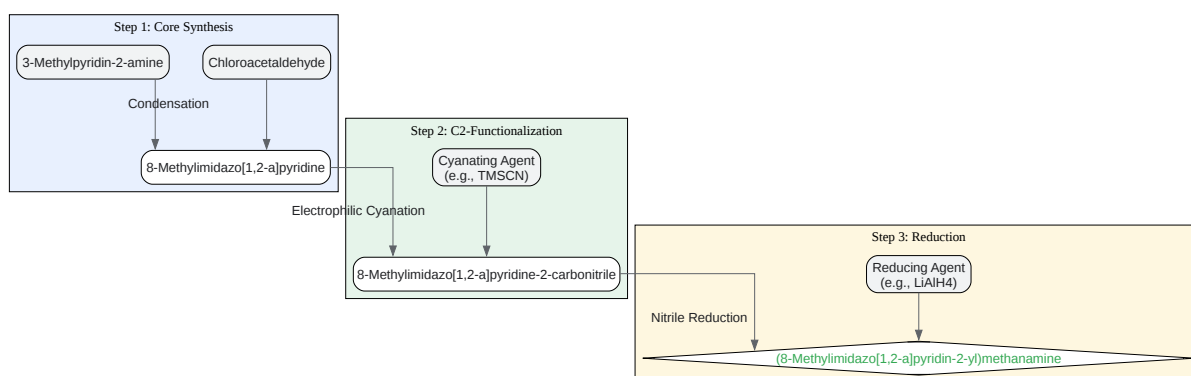 Step 1: Core Synthesis
3-Methylpyridin-2-amine
Chloroacetaldehyde
Condensation
8-Methylimidazo[1,2-a]pyridine
Step 2: C2-Functionalization
Cyanating Agent
(e.g., TMSCN)
Electrophilic Cyanation
8-Methylimidazo[1,2-a]pyridine-2-carbonitrile
Step 3: Reduction
Reducing Agent
(e.g., LiAlH4)
Nitrile Reduction
(8-Methylimidazo[1,2-a]pyridin-2-yl)methanamine